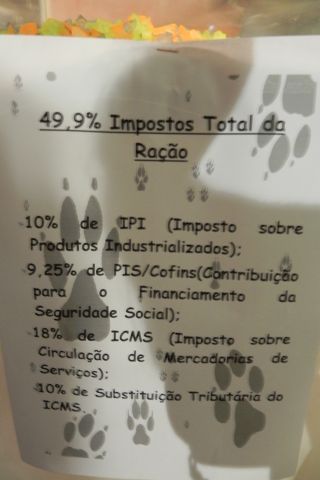 49,9% Impostos Total da
Ração
10% de IPI (Imposto sobre
Produtos Industrializados);
9,25% de PIS/Cofins(Contribuição
para o Financiamento da
Seguridade Social);
18% de ICMS (Imposto sobre
Circulação de Mercadorias de
Serviços);
10% de Substituição Tributária do
ICMS.